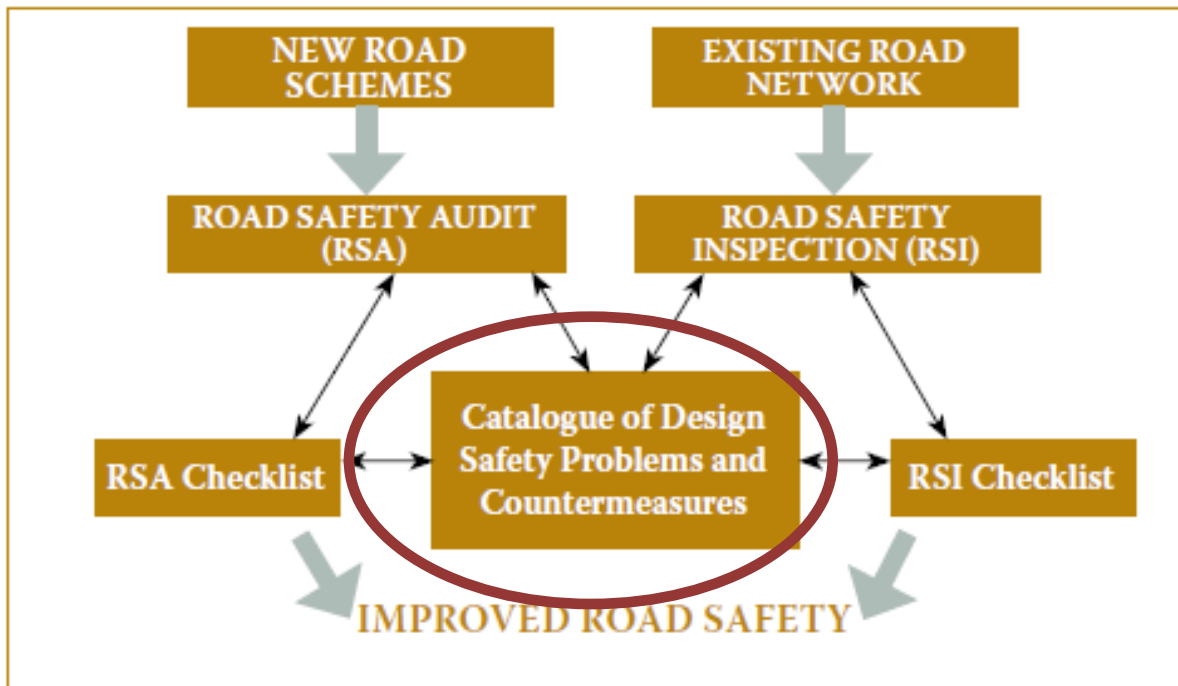 NEW ROAD
SCHEMES
EXISTING ROAD
NETWORK
ROAD SAFETY AUDIT
(RSA)
ROAD SAFETY
INSPECTION (RSI)
Catalogue of Design
Safety Problems and
Countermeasures
RSA Checklist
RSI Checklist
IMPROVED ROAD SAFETY